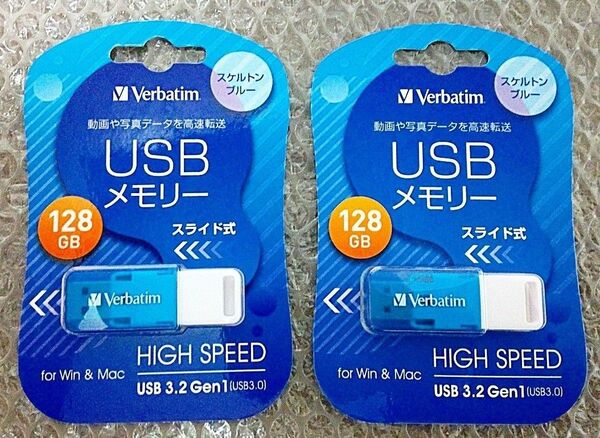 スケルトン
ブルー
Verbatim
動画や写真データを高速転送
USB
メモリー
128
GB
スライド式
Verbatim
HIGH SPEED
for Win & Mac
USB 3.2 Gen1(USB3.0)
スケルトン
ブルー
Verbatim
動画や写真データを高速転送
USB
メモリー
128
GB
スライド式
Verbatim
HIGH SPEED
for Win & Mac
USB 3.2 Gen1(USB3.0)